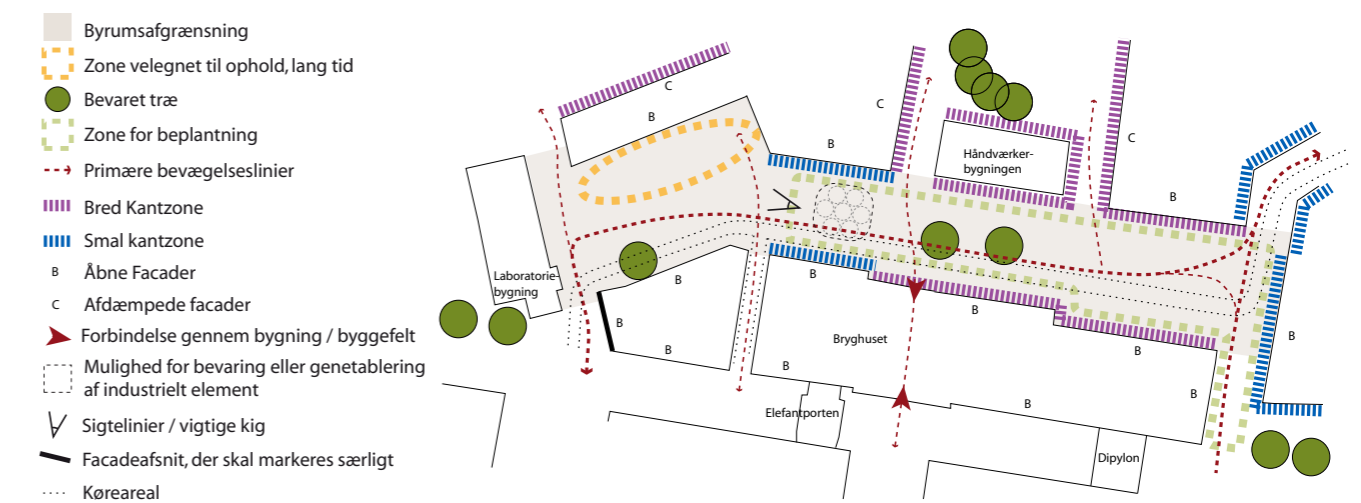 Byrumsafgrænsning
Zone velegnet til ophold, lang tid
Bevaret træ
Zone for beplantning
Primære bevægelseslinier
Bred Kantzone
Smal kantzone
B Åbne Facader
C Afdæmpede facader
Forbindelse gennem bygning / byggefelt
Mulighed for bevaring eller genetablering
af industrielt element
Sigtelinier / vigtige kig
Facadeafsnit, der skal markeres særligt
Køreareal
C
B
B
C
Håndværker-
bygningen
C
B
Laboratorie-
bygning
B
B
B
B
B
B
Bryghuset
B
B
B
B
B
Elefantporten
Dipylon